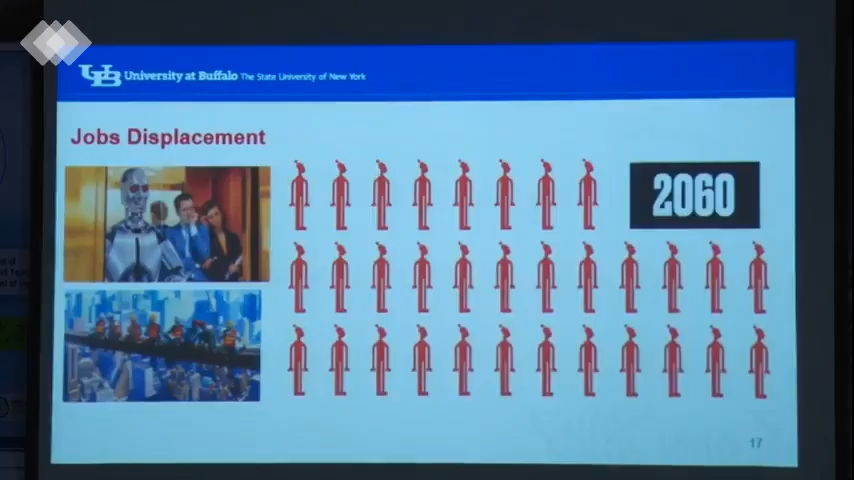 UB University at Buffalo The State University of New York
Jobs Displacement
2060
17